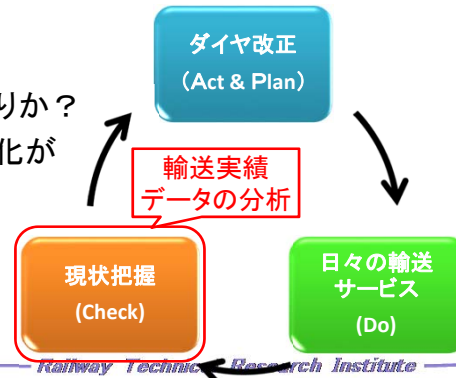 ダイヤ改正
(Act & Plan)
りか？
化が
輸送実績
データの分析
現状把握
(Check)
日々の輸送
サービス
(Do)
Railway Technical Research Institute